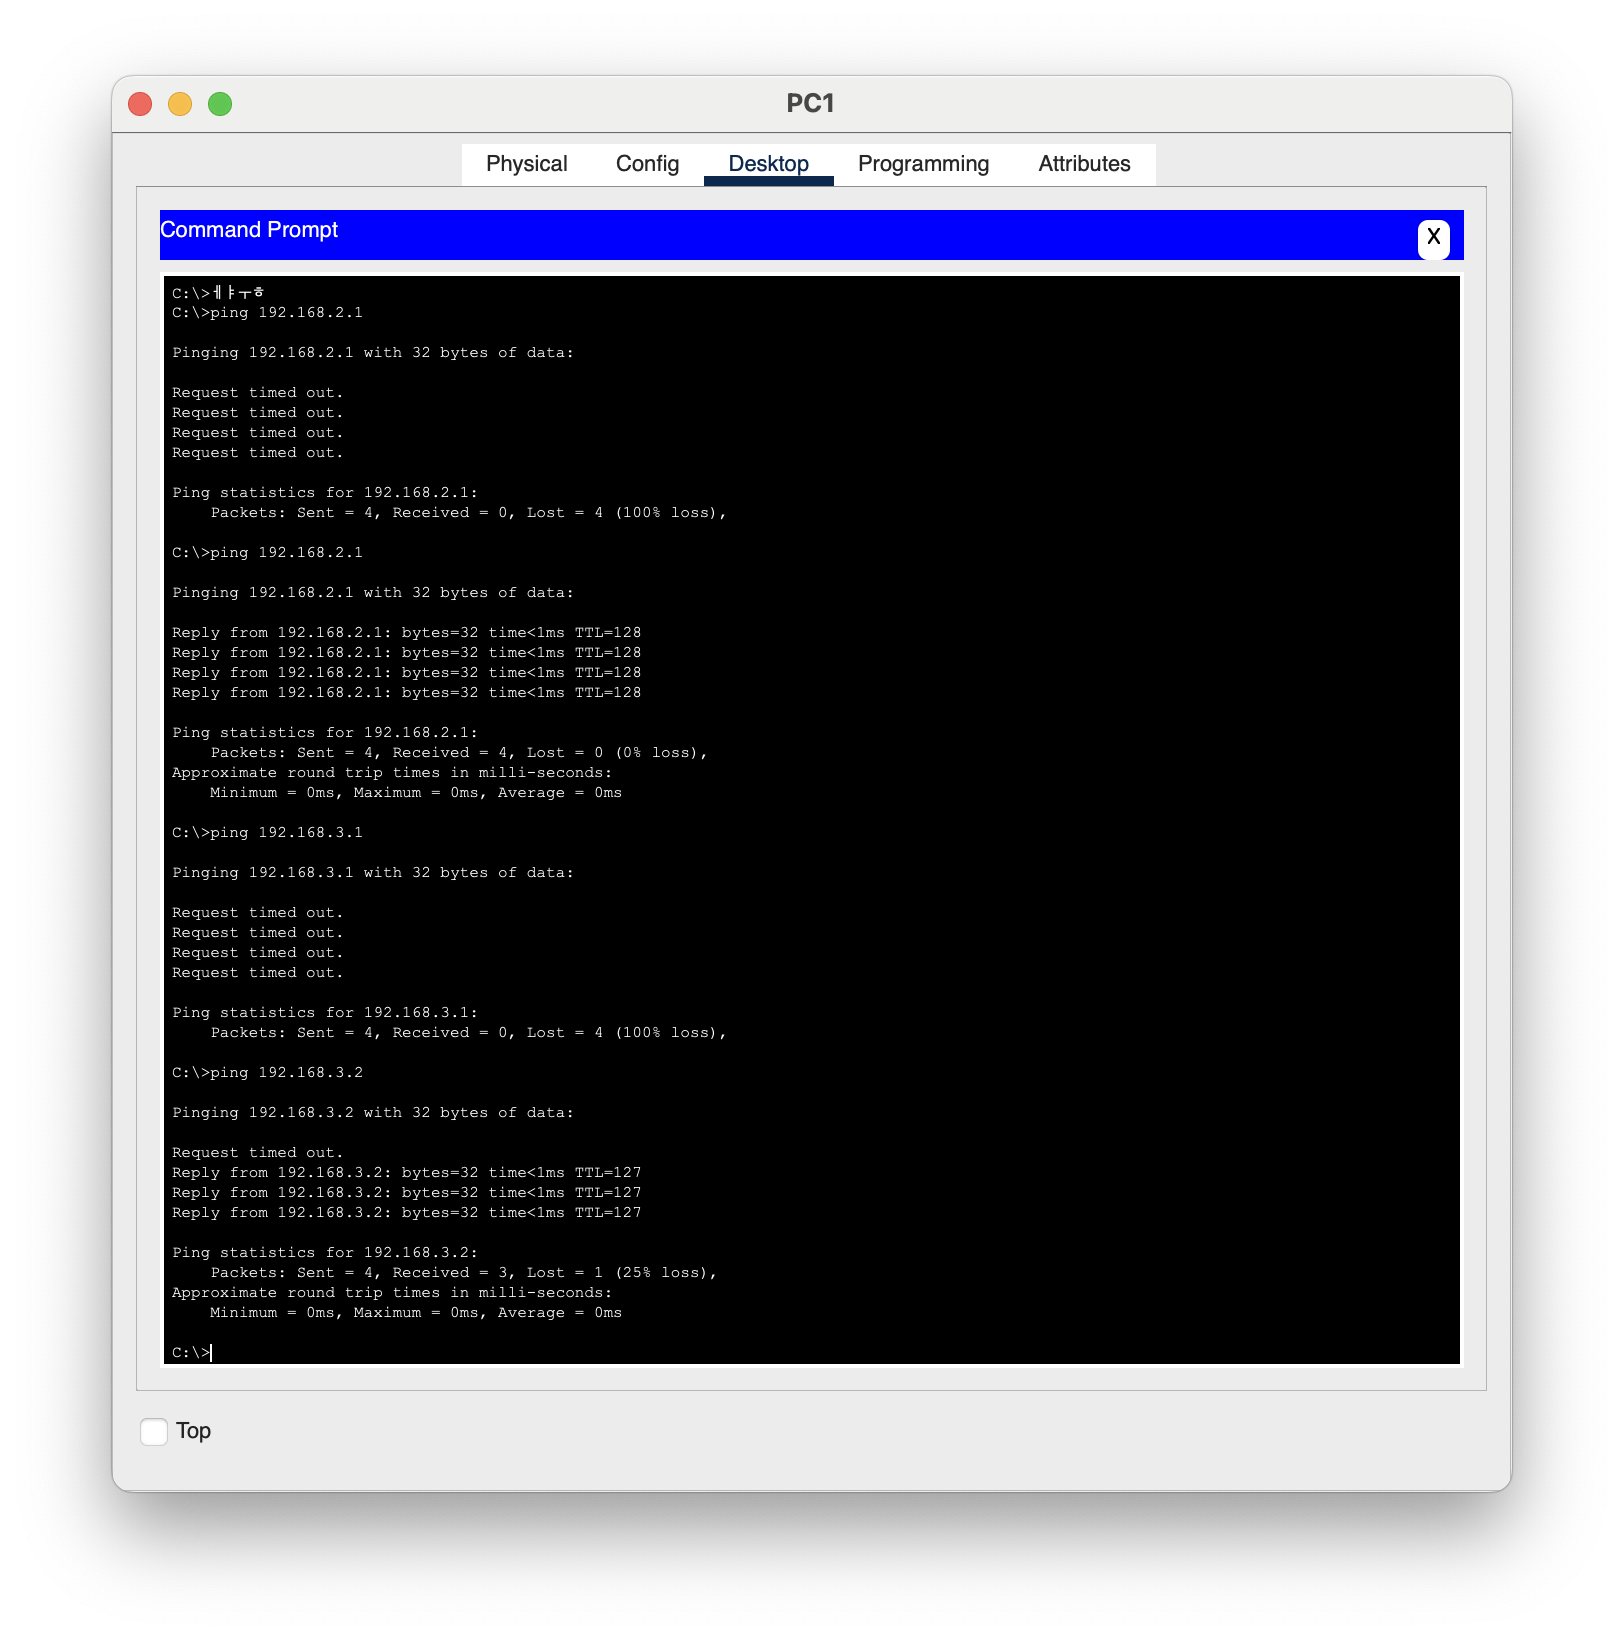 PC1
Physical Config Desktop Programming Attributes
Command Prompt X
C:\>ㅔㅑㅜㅎ
C:\>ping 192.168.2.1
Pinging 192.168.2.1 with 32 bytes of data:
Request timed out.
Request timed out.
Request timed out.
Request timed out.
Ping statistics for 192.168.2.1:
Packets: Sent = 4, Received = 0, Lost = 4 (100% loss),
C:\>ping 192.168.2.1
Pinging 192.168.2.1 with 32 bytes of data:
Reply from 192.168.2.1: bytes=32 time<1ms TTL=128
Reply from 192.168.2.1: bytes=32 time<1ms TTL=128
Reply from 192.168.2.1: bytes=32 time<1ms TTL=128
Reply from 192.168.2.1: bytes=32 time<1ms TTL=128
Ping statistics for 192.168.2.1:
Packets: Sent = 4, Received = 4, Lost = 0 (0% loss),
Approximate round trip times in milli-seconds:
Minimum = 0ms, Maximum = 0ms, Average = 0ms
C:\>ping 192.168.3.1
Pinging 192.168.3.1 with 32 bytes of data:
Request timed out.
Request timed out.
Request timed out.
Request timed out.
Ping statistics for 192.168.3.1:
Packets: Sent = 4, Received = 0, Lost = 4 (100% loss),
C:\>ping 192.168.3.2
Pinging 192.168.3.2 with 32 bytes of data:
Request timed out.
Reply from 192.168.3.2: bytes=32 time<1ms TTL=127
Reply from 192.168.3.2: bytes=32 time<1ms TTL=127
Reply from 192.168.3.2: bytes=32 time<1ms TTL=127
Ping statistics for 192.168.3.2:
Packets: Sent = 4, Received = 3, Lost = 1 (25% loss),
Approximate round trip times in milli-seconds:
Minimum = 0ms, Maximum = 0ms, Average = 0ms
C:\>
Top